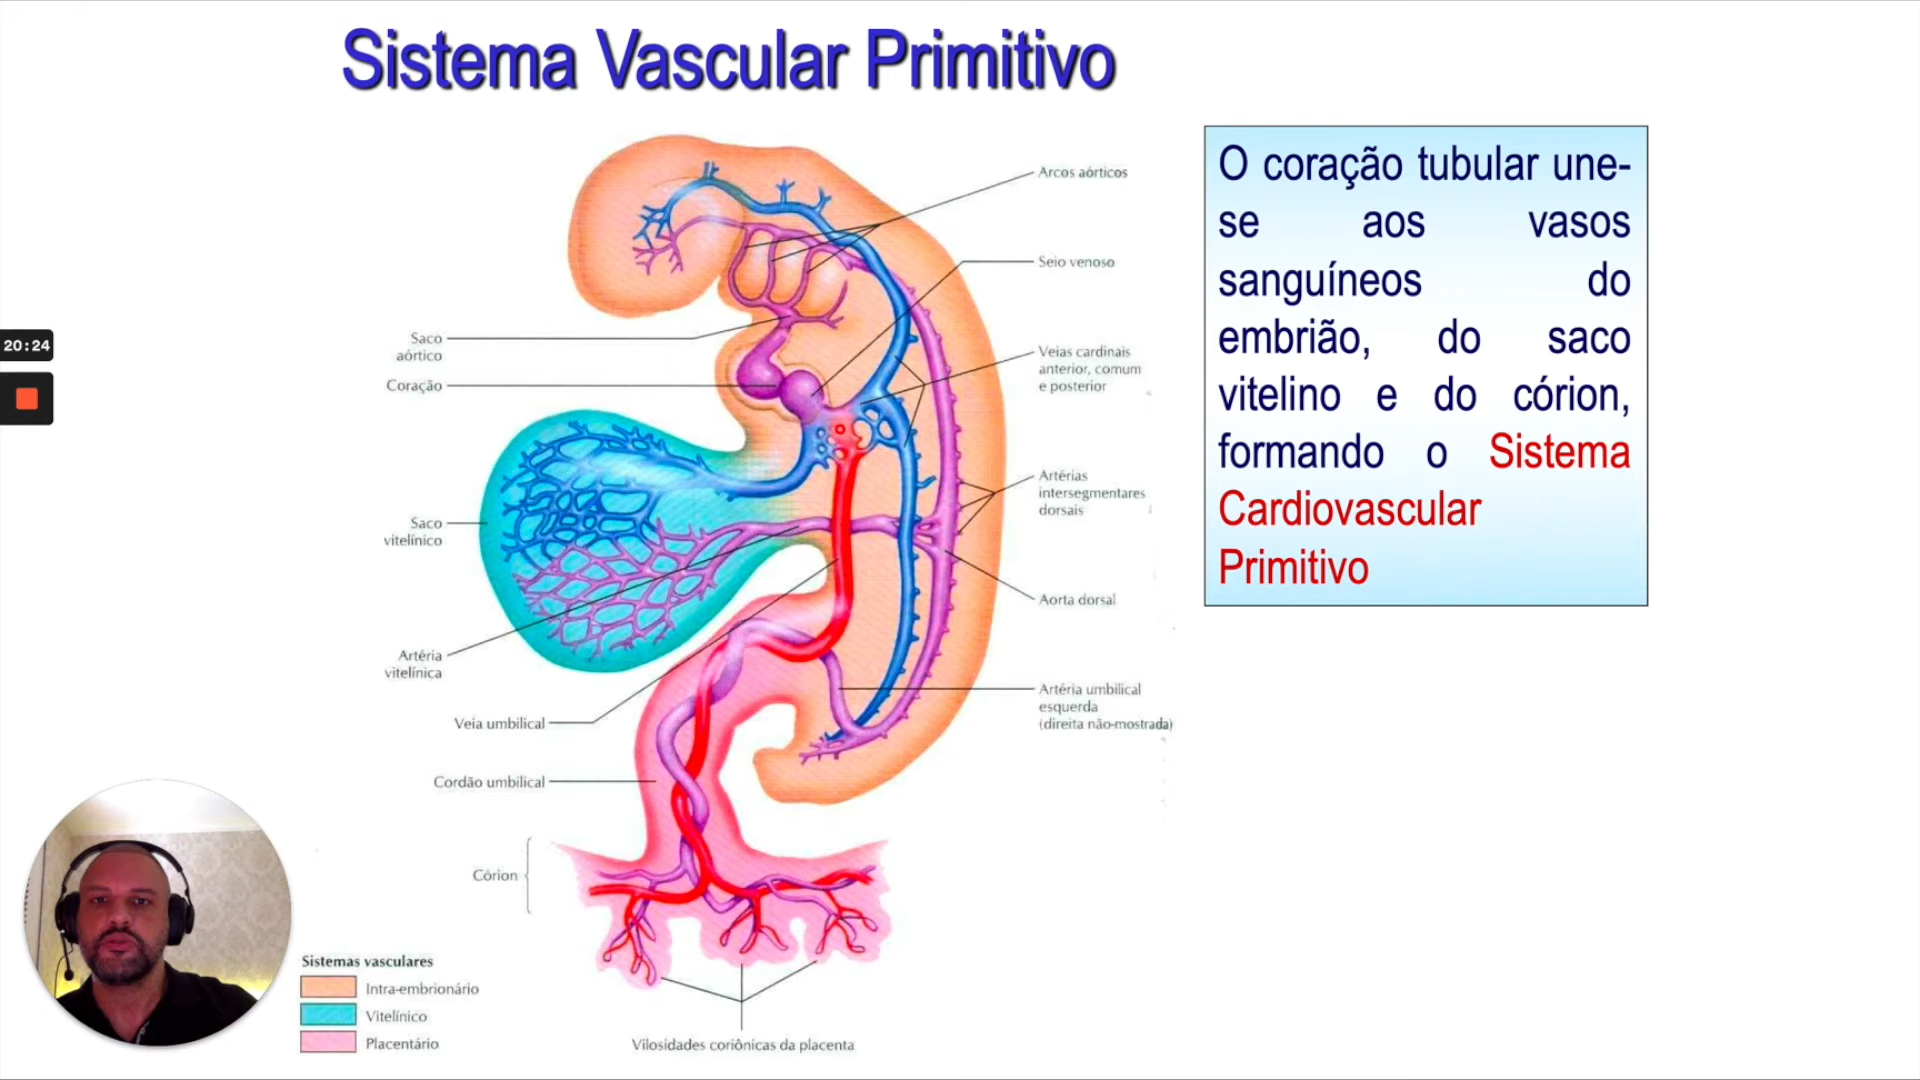 Sistema Vascular Primitivo
O coração tubular une-
se aos vasos
sanguíneos do
embrião, do saco
vitelino e do córion,
formando o Sistema
Cardiovascular
Primitivo
20:24
Arcos aórticos
Seio venoso
Veias cardinais
anterior, comum
e posterior
Artérias
intersegmentares
dorsais
Aorta dorsal
Artéria umbilical
esquerda
(direita não-mostrada)
Saco
aórtico
Coração
Saco
vitelínico
Artéria
vitelínica
Veia umbilical
Cordão umbilical
Córion
Vilosidades coriônicas da placenta
Sistemas vasculares
Intra-embrionário
Vitelínico
Placentário